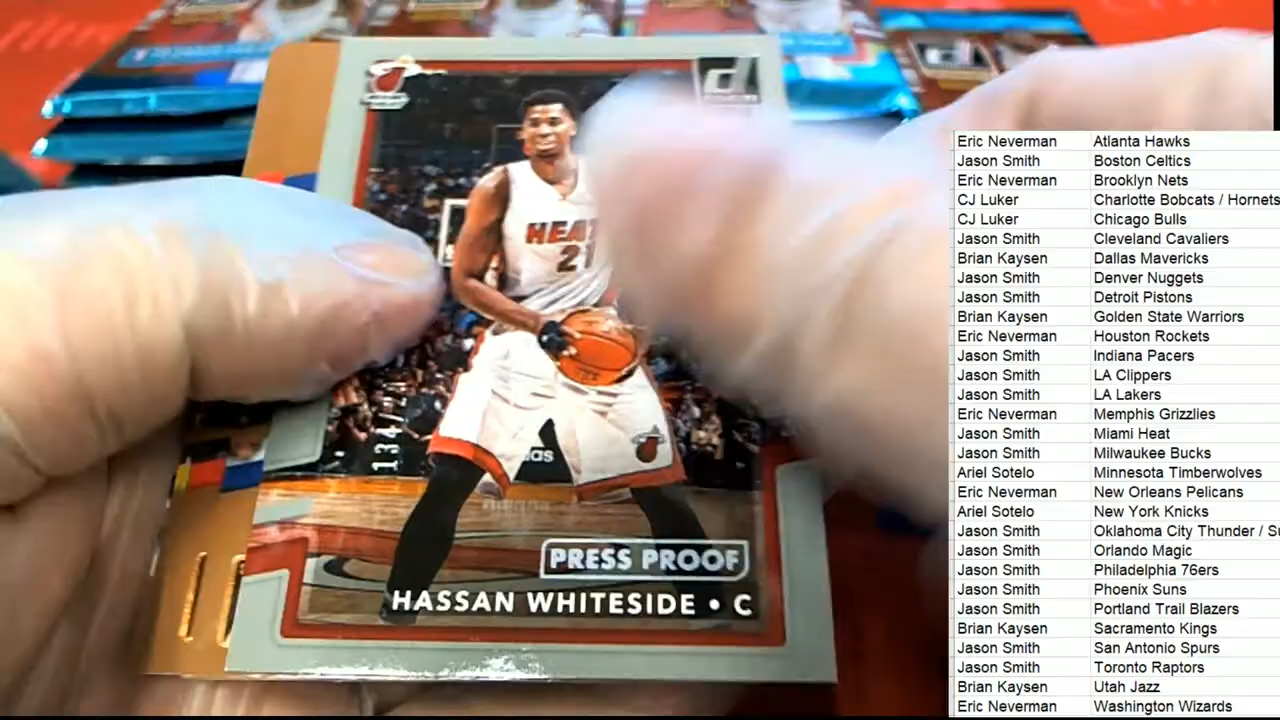 HEA
2
134/
das
PRESS PROOF
HASSAN WHITESIDE • C
Eric Neverman Atlanta Hawks
Jason Smith Boston Celtics
Eric Neverman Brooklyn Nets
CJ Luker Charlotte Bobcats / Hornets
CJ Luker Chicago Bulls
Jason Smith Cleveland Cavaliers
Brian Kaysen Dallas Mavericks
Jason Smith Denver Nuggets
Jason Smith Detroit Pistons
Brian Kaysen Golden State Warriors
Eric Neverman Houston Rockets
Jason Smith Indiana Pacers
Jason Smith LA Clippers
Jason Smith LA Lakers
Eric Neverman Memphis Grizzlies
Jason Smith Miami Heat
Jason Smith Milwaukee Bucks
Ariel Sotelo Minnesota Timberwolves
Eric Neverman New Orleans Pelicans
Ariel Sotelo New York Knicks
Jason Smith Oklahoma City Thunder / Su
Jason Smith Orlando Magic
Jason Smith Philadelphia 76ers
Jason Smith Phoenix Suns
Jason Smith Portland Trail Blazers
Brian Kaysen Sacramento Kings
Jason Smith San Antonio Spurs
Jason Smith Toronto Raptors
Brian Kaysen Utah Jazz
Eric Neverman Washington Wizards